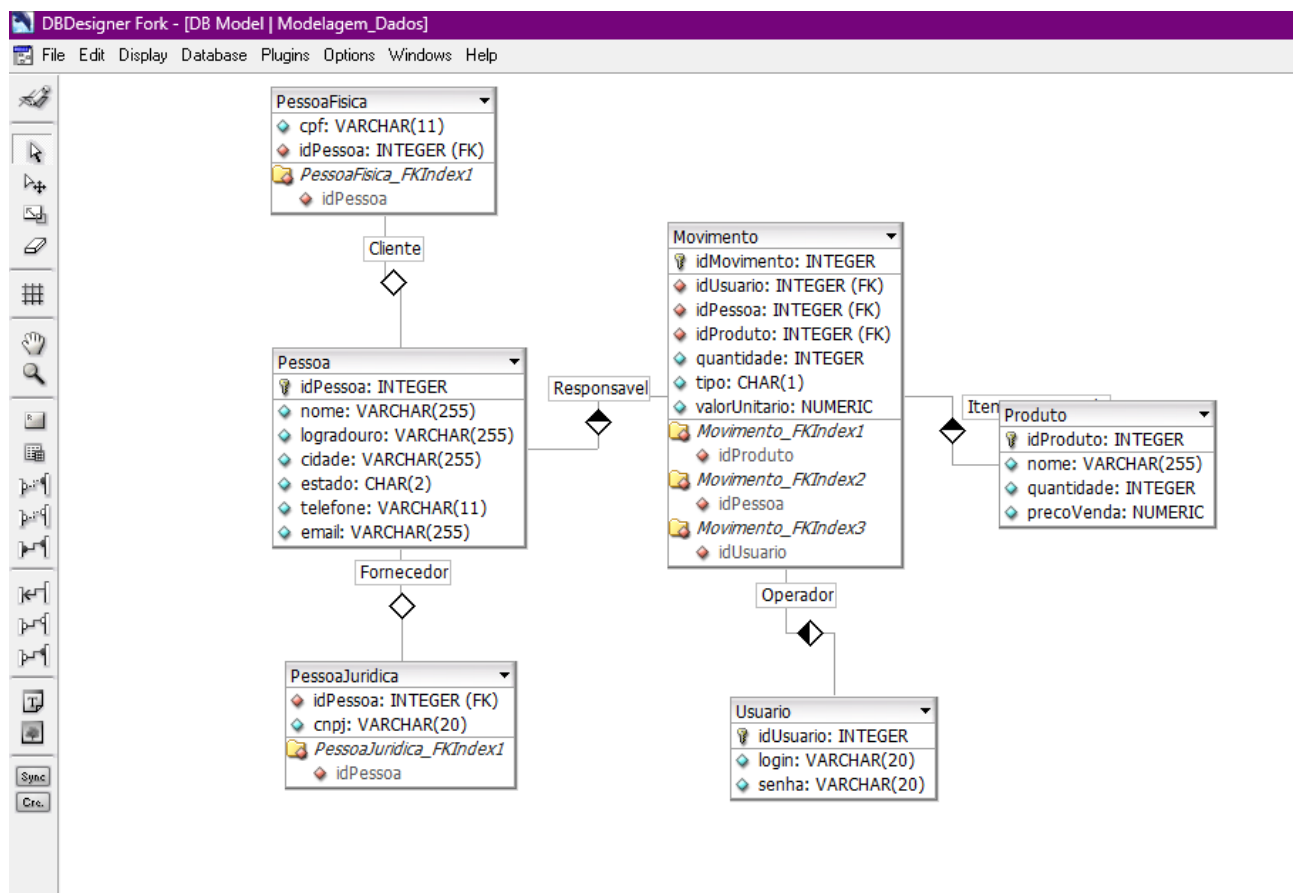 DBDesigner Fork - [DB Model | Modelagem_Dados]
File Edit Display Database Plugins Options Windows Help
PessoaFisica
cpf: VARCHAR(11)
idPessoa: INTEGER (FK)
PessoaFisica_FKIndex1
idPessoa
Cliente
Pessoa
idPessoa: INTEGER
nome: VARCHAR(255)
logradouro: VARCHAR(255)
cidade: VARCHAR(255)
estado: CHAR(2)
telefone: VARCHAR(11)
email: VARCHAR(255)
Fornecedor
PessoaJuridica
idPessoa: INTEGER (FK)
cnpj: VARCHAR(20)
PessoaJuridica_FKIndex1
idPessoa
Responsavel
Movimento
idMovimento: INTEGER
idUsuario: INTEGER (FK)
idPessoa: INTEGER (FK)
idProduto: INTEGER (FK)
quantidade: INTEGER
tipo: CHAR(1)
valorUnitario: NUMERIC
Movimento_FKIndex1
idProduto
Movimento_FKIndex2
idPessoa
Movimento_FKIndex3
idUsuario
Operador
Usuario
idUsuario: INTEGER
login: VARCHAR(20)
senha: VARCHAR(20)
Produto
idProduto: INTEGER
nome: VARCHAR(255)
quantidade: INTEGER
precoVenda: NUMERIC
Sync
Cre.